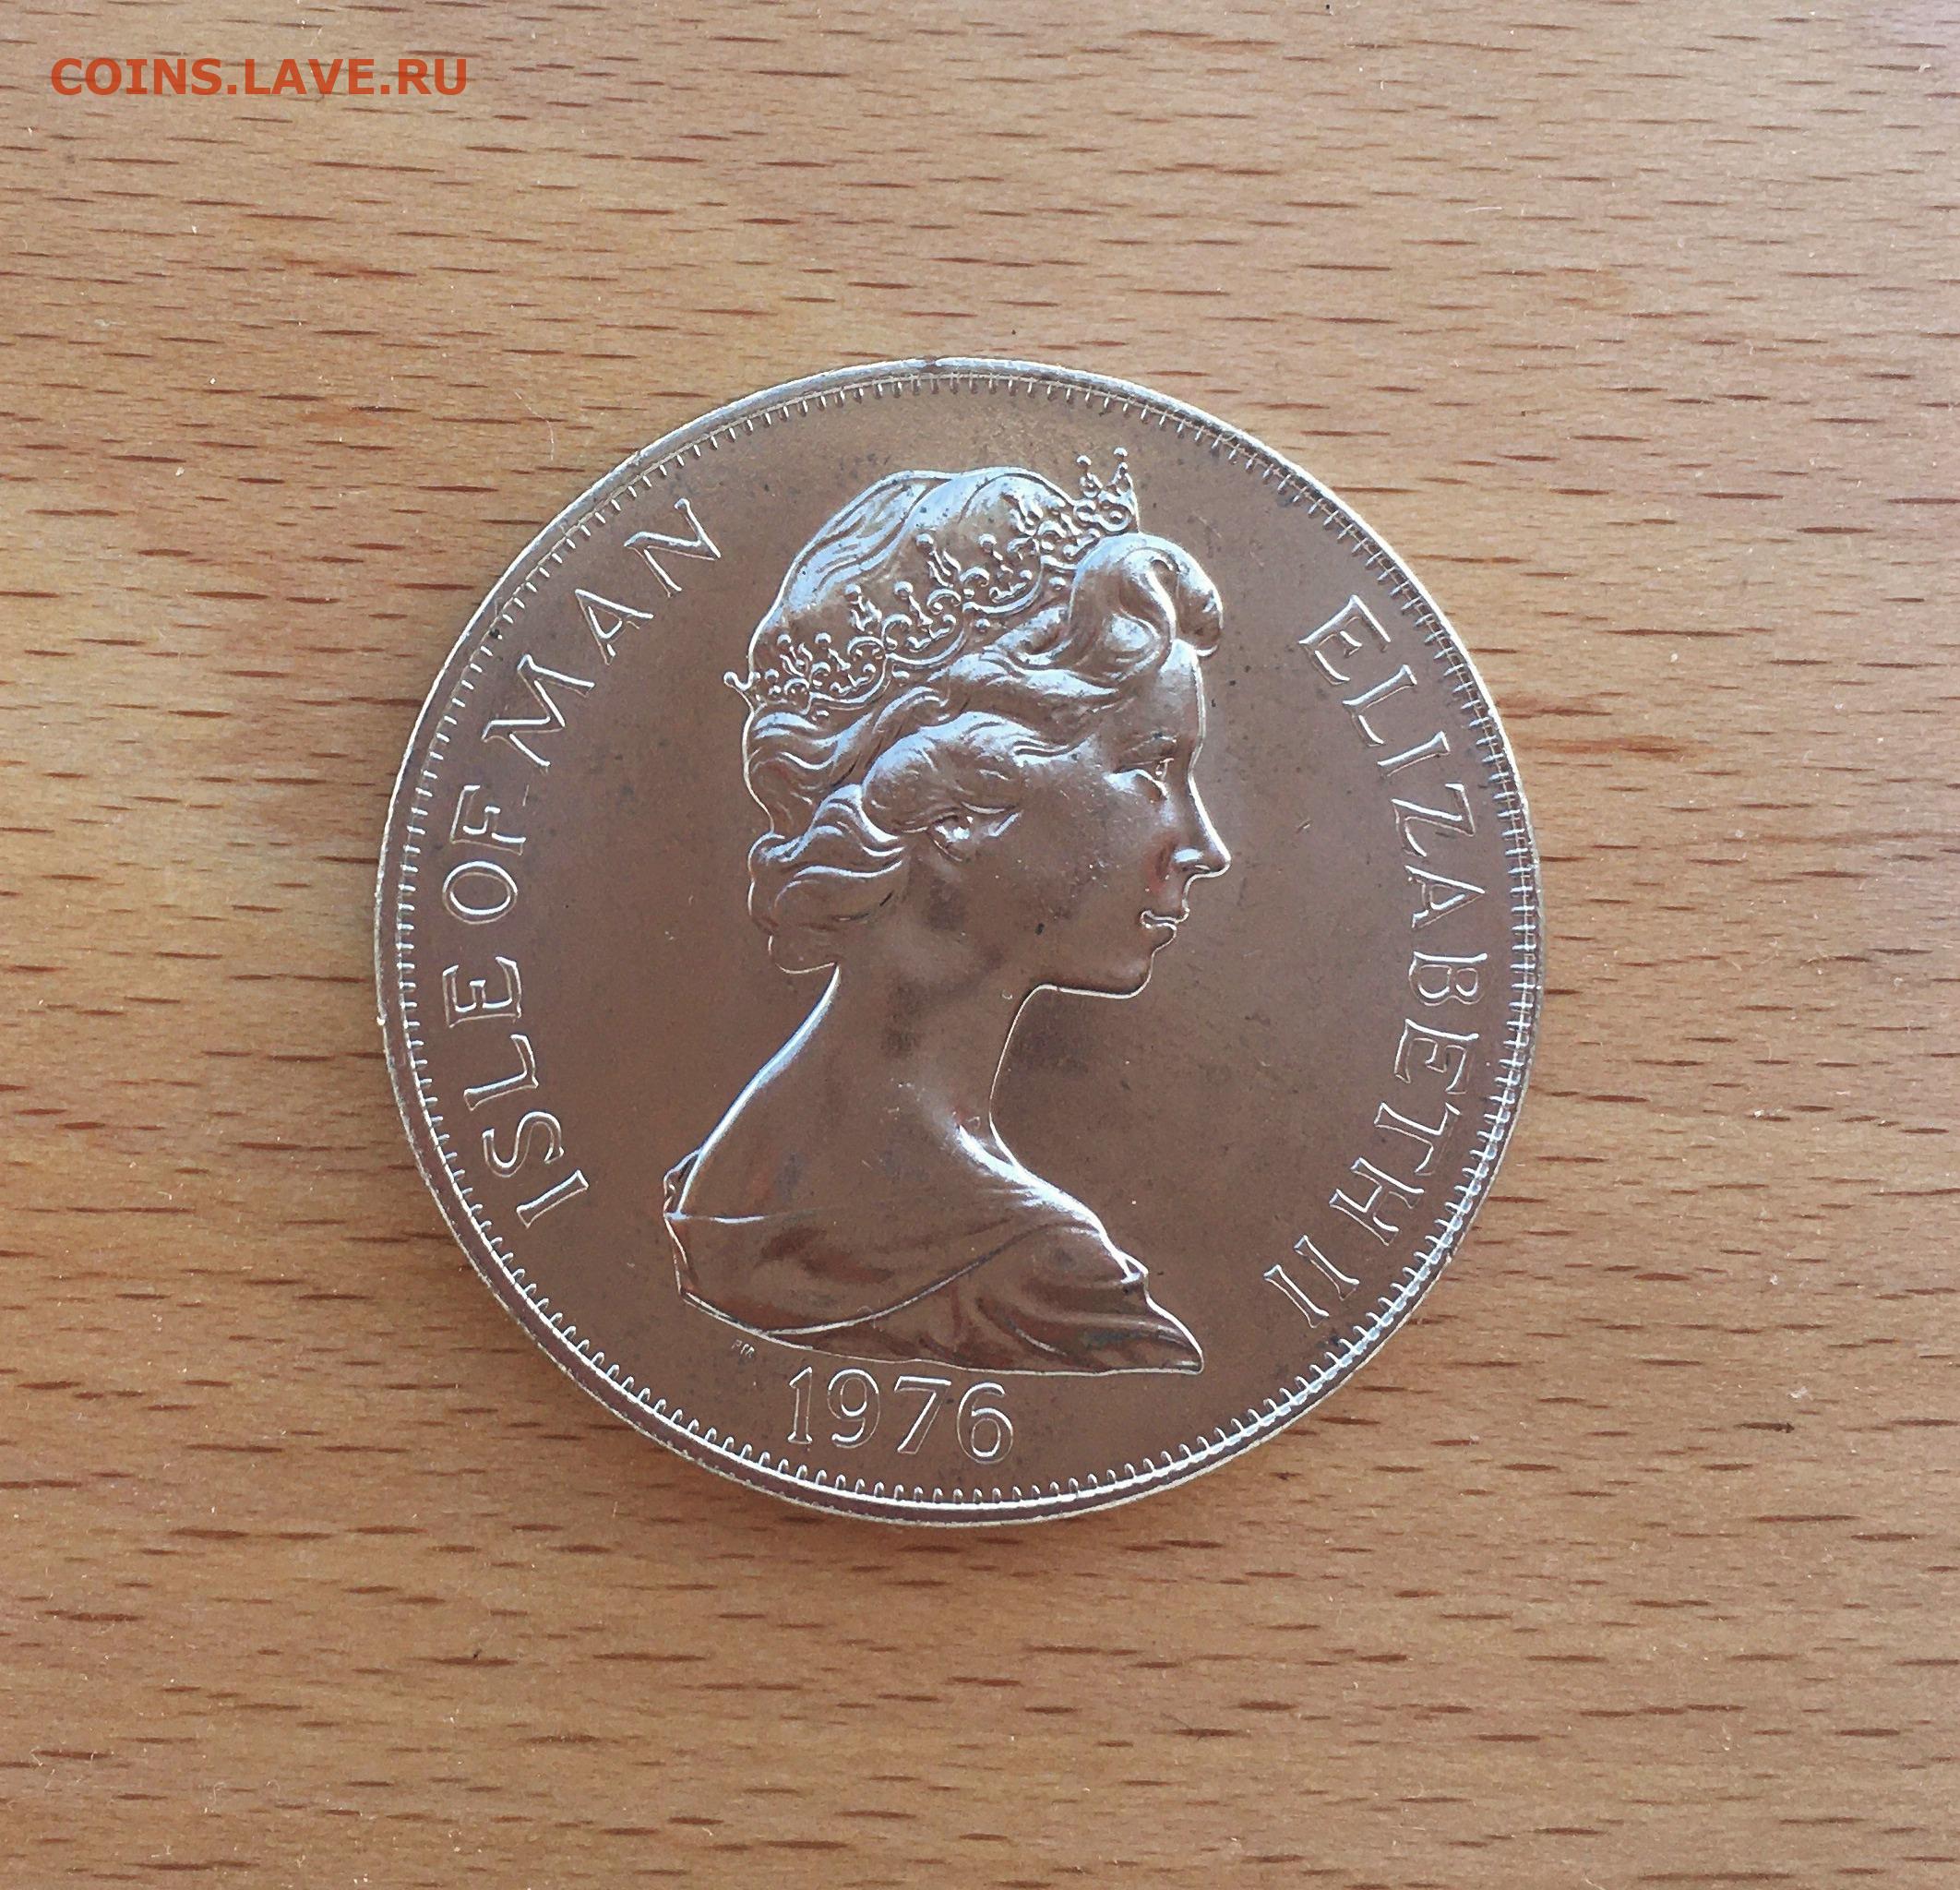 COINS.LAVE.RU
ISLE OF MAN
ELIZABETH II
1976